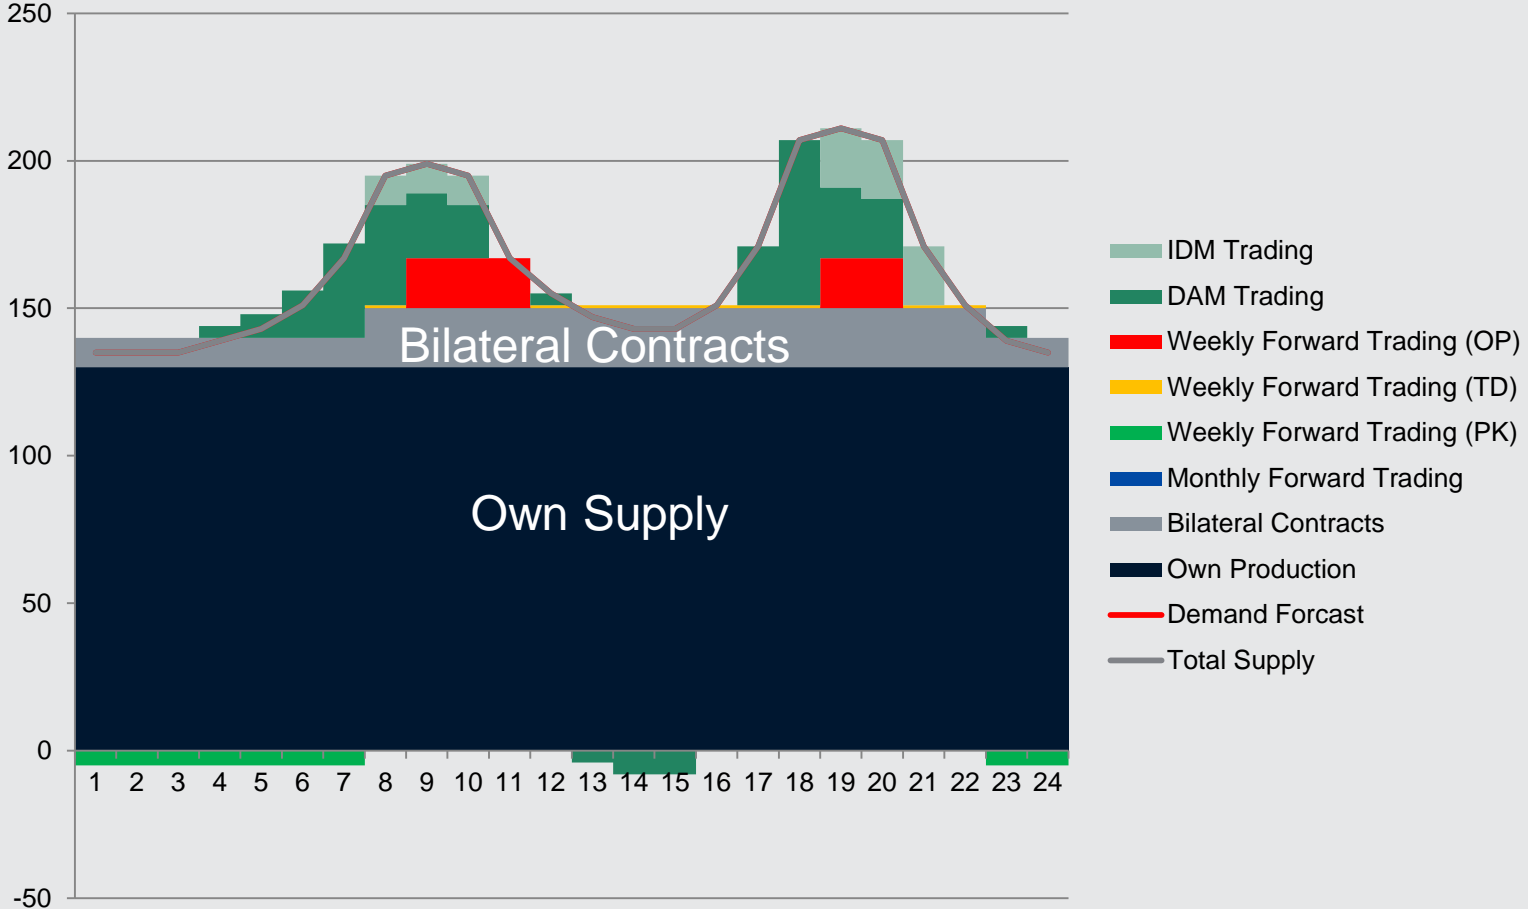 250
200
150
100
50
0
-50
Bilateral Contracts
Own Supply
1 2 3 4 5 6 7 8 9 10 11 12 13 14 15 16 17 18 19 20 21 22 23 24
IDM Trading
DAM Trading
Weekly Forward Trading (OP)
Weekly Forward Trading (TD)
Weekly Forward Trading (PK)
Monthly Forward Trading
Bilateral Contracts
Own Production
Demand Forcast
Total Supply